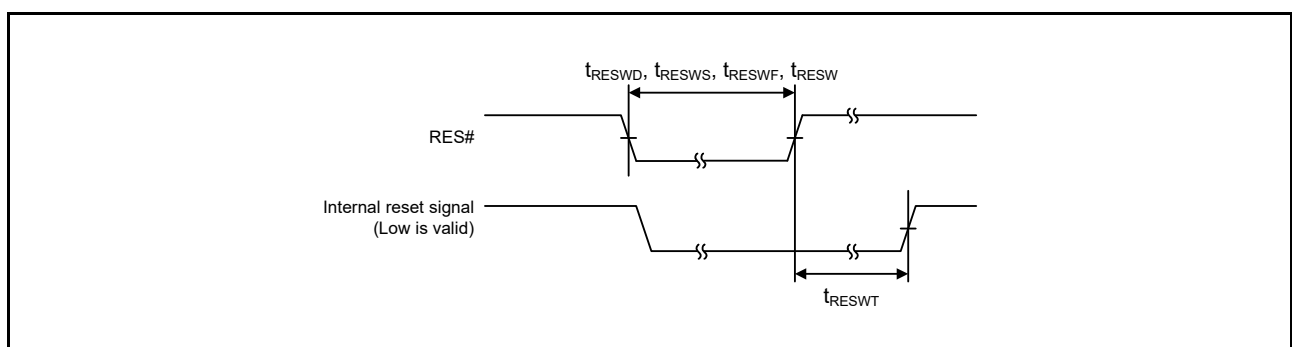 tRESWD, tRESWS, tRESWF, tRESW
RES#
Internal reset signal
(Low is valid)
tRESWT